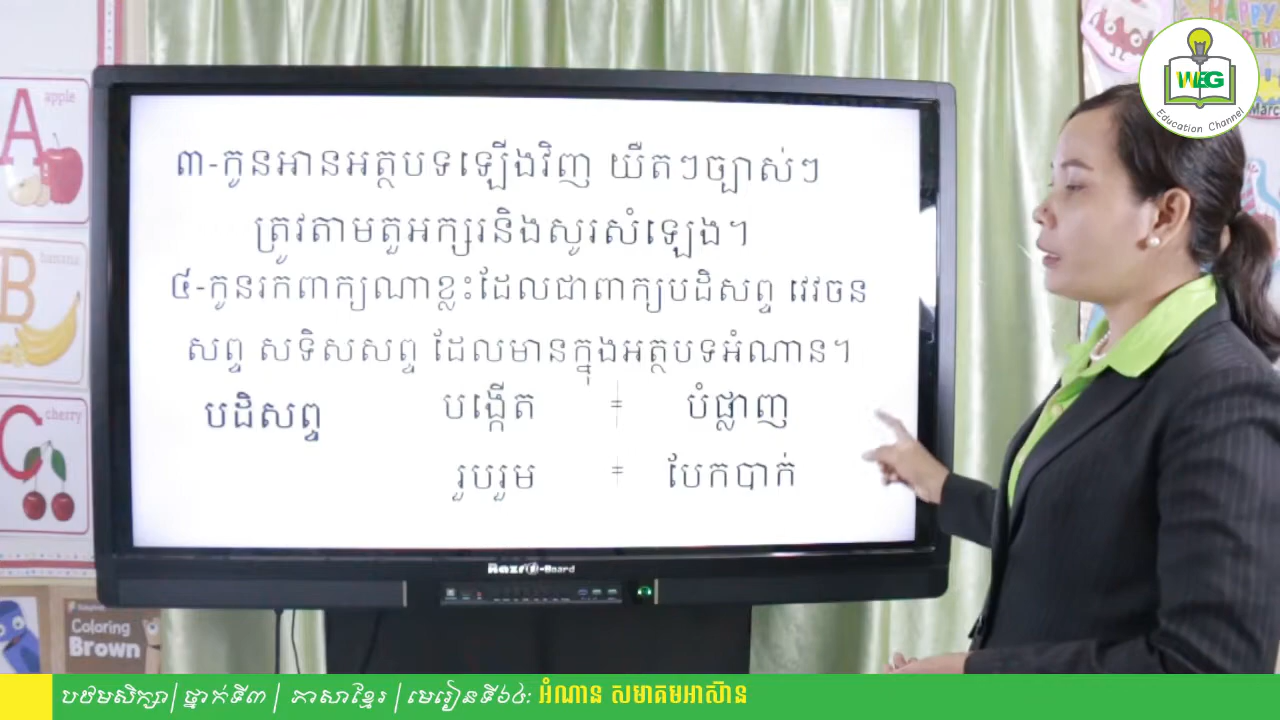 HAPPY
WEG
Education Channel
Marc
apple
A
banana
B
cherry
C
៣-កូនអានអត្ថបទឡើងវិញ យឺតៗច្បាស់ៗ
ត្រូវតាមតួអក្សរនិងសូរសំឡេង។
៤-កូនរកពាក្យណាខ្លះដែលជាពាក្យបដិសព្ទ វេវចន
សព្ទ សទិសសព្ទ ដែលមានក្នុងអត្ថបទអំណាន។
បដិសព្ទ បង្កើត ≠ បំផ្លាញ
រួបរួម ≠ បែកបាក់
Coloring
Brown
បឋមសិក្សា| ថ្នាក់ទី៣ | ភាសាខ្មែរ | មេរៀនទី៦៤: អំណាន សមាគមអាស៊ាន